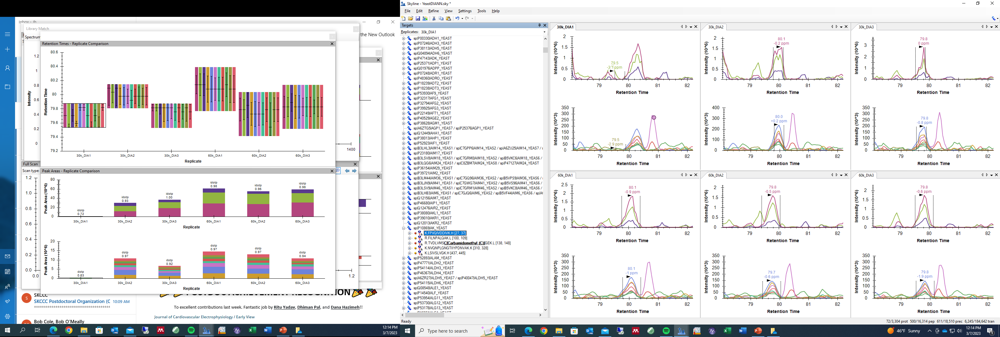 Inbox - jh
the New Outlook
Library Match
Spectrum
Retention Times - Replicate Comparison
80.6
80.4
80.2
80
79.8
79.6
79.4
79.2
Retention Time
30k_DIA1
30k_DIA2
30k_DIA3
60k_DIA1
60k_DIA2
60k_DIA3
Replicate
1.2
1
0.8
0.6
0.4
0.2
0
Intensity
1400
Full Scan
Scan type:
1.2
1.0
0.8
0.6
0.4
0.2
0.0
0.0
1.2
Peak Areas - Replicate Comparison
80
60
40
20
0
Peak Area (10^6)
idotp
0.72
idotp
0.93
idotp
1.00
idotp
0.98
idotp
0.96
idotp
0.98
30k_DIA1
30k_DIA2
30k_DIA3
60k_DIA1
60k_DIA2
60k_DIA3
Replicate
20
15
10
5
0
Peak Area (10^6)
dotp
0.63
dotp
0.97
dotp
0.92
dotp
0.97
dotp
0.97
dotp
0.94
30k_DIA1
30k_DIA2
30k_DIA3
60k_DIA1
60k_DIA2
60k_DIA3
Replicate
S
SKCCC
SKCCC Postdoctoral Organization (C 10:09 AM
Bob Cole, Bob O'Meally
POSTDOC ACHIEVEMENT RECOGNITION
To excellent contributions last week. Fantastic job by Ritu Yadav, Dhiman Pal, and Dana Hazimeh!!
Journal of Cardiovascular Electrophysiology / Early View
12:14 PM
3/7/2023
Skyline - YeastDIANN.sky *
File Edit Refine View Settings Tools Help
Targets
Replicates: 30k_DIA1
sp|P00330|ADH1_YEAST
sp|P07246|ADH3_YEAST
sp|P38113|ADH5_YEAST
sp|Q04894|ADH6_YEAST
sp|P47143|ADK_YEAST
sp|P25371|ADP1_YEAST
sp|Q01976|ADPP_YEAST
sp|P07248|ADR1_YEAST
sp|P48360|ADRO_YEAST
sp|P18239|ADT2_YEAST
sp|P18238|ADT3_YEAST
sp|P53930|AF9_YEAST
sp|P32317|AFG1_YEAST
sp|P32794|AFG2_YEAST
sp|P39925|AFG3_YEAST
sp|P22149|AFT1_YEAST
sp|P40529|AGE2_YEAST
sp|P38628|AGM1_YEAST
sp|A6ZTG5|AGP1_YEAS7 / sp|P25376|AGP1_YEAST
sp|Q12449|AHA1_YEAST
sp|P38013|AHP1_YEAST
sp|P52923|AIF1_YEAST
sp|B3LHL3|AIM14_YEAS1 / sp|C7GPP6|AIM14_YEAS2 / sp|A6ZU25|AIM14_YEAS7 /
sp|P23180|AIM17_YEAST
sp|B3LSV8|AIM18_YEAS1 / sp|C7GRM0|AIM18_YEAS2 / sp|B5VKC6|AIM18_YEAS6 /
sp|B3LQG6|AIM24_YEAS1 / sp|C8ZBM7|AIM24_YEAS8 / sp|P47127|AIM24_YEAST
sp|P36154|AIM29_YEAST
sp|P39721|AIM2_YEAST
sp|B3LM44|AIM36_YEAS1 / sp|C7GQ96|AIM36_YEAS2 / sp|B5VPS9|AIM36_YEAS6 /
sp|B3LJN9|AIM41_YEAS1 / sp|C7GWG7|AIM41_YEAS2 / sp|B5VS96|AIM41_YEAS6 /
sp|B3LSV9|AIM46_YEAS1 / sp|C7GRM1|AIM46_YEAS2 / sp|B5VKC8|AIM46_YEAS6 /
sp|B3LHB3|AIM6_YEAS1 / sp|C7GJQ6|AIM6_YEAS2 / sp|B5VF44|AIM6_YEAS6 /
sp|Q12156|AIM7_YEAST
sp|P46680|AIP1_YEAST
sp|Q12476|AIR2_YEAST
sp|P38080|AKL1_YEAST
sp|P39010|AKR1_YEAST
sp|Q12013|AKR2_YEAST
sp|P10869|AK_YEAST
K.FPVQIVDDIVK.H [27, 37]
R.FILNPALQAK.L [100, 109]
R.TVDLVMSC[Carbamidomethyl (C)]GEK.L [138, 148]
K.NVQNPLGNGTIIYPDNVAK.K [310, 328]
K.LSIVSLVGK.H [437, 445]
sp|P52893|ALAM_YEAST
sp|P47771|ALDH2_YEAST
sp|P54114|ALDH3_YEAST
sp|P46367|ALDH4_YEAST
sp|A6ZR27|ALDH5_YEAS7 / sp|P40047|ALDH5_YEAST
sp|P54115|ALDH6_YEAST
sp|Q08548|ALE1_YEAST
sp|P14540|ALF_YEAST
sp|P53954|ALG11_YEAST
sp|P53730|ALG12_YEAST
sp|P53178|ALG13_YEAST
30k_DIA1
2
1.5
1
0.5
0
Intensity (10^6)
79.5
-3.1 ppm
79 80 81 82
Retention Time
350
300
250
200
150
100
50
0
Intensity (10^3)
79.5
-2.9 ppm
79 80 81 82
Retention Time
30k_DIA2
2
1.5
1
0.5
0
Intensity (10^6)
80.1
-0.2 ppm
79 80 81 82
Retention Time
400
300
200
100
0
Intensity (10^3)
80.0
+0.2 ppm
79 80 81 82
Retention Time
30k_DIA3
3
2
1
0
Intensity (10^6)
79.8
0 ppm
79 80 81 82
Retention Time
350
300
250
200
150
100
50
0
Intensity (10^3)
79.8
-0.8 ppm
79 80 81 82
Retention Time
60k_DIA1
2.5
2
1.5
1
0.5
0
Intensity (10^6)
80.1
-0.9 ppm
79 80 81 82
Retention Time
350
300
250
200
150
100
50
0
Intensity (10^3)
80.1
-1 ppm
79 80 81 82
Retention Time
60k_DIA2
2
1.5
1
0.5
0
Intensity (10^6)
79.8
-0.5 ppm
79 80 81 82
Retention Time
350
300
250
200
150
100
50
0
Intensity (10^3)
79.7
-0.6 ppm
79 80 81 82
Retention Time
60k_DIA3
2
1.5
1
0.5
0
Intensity (10^6)
79.8
-0.6 ppm
79 80 81 82
Retention Time
350
300
250
200
150
100
50
0
Intensity (10^3)
79.8
-1.9 ppm
79 80 81 82
Retention Time
Ready
72/3,304 prot 500/16,314 pep 611/18,510 prec 6,245/184,642 tran
Type here to search
46°F Sunny
12:14 PM
3/7/2023